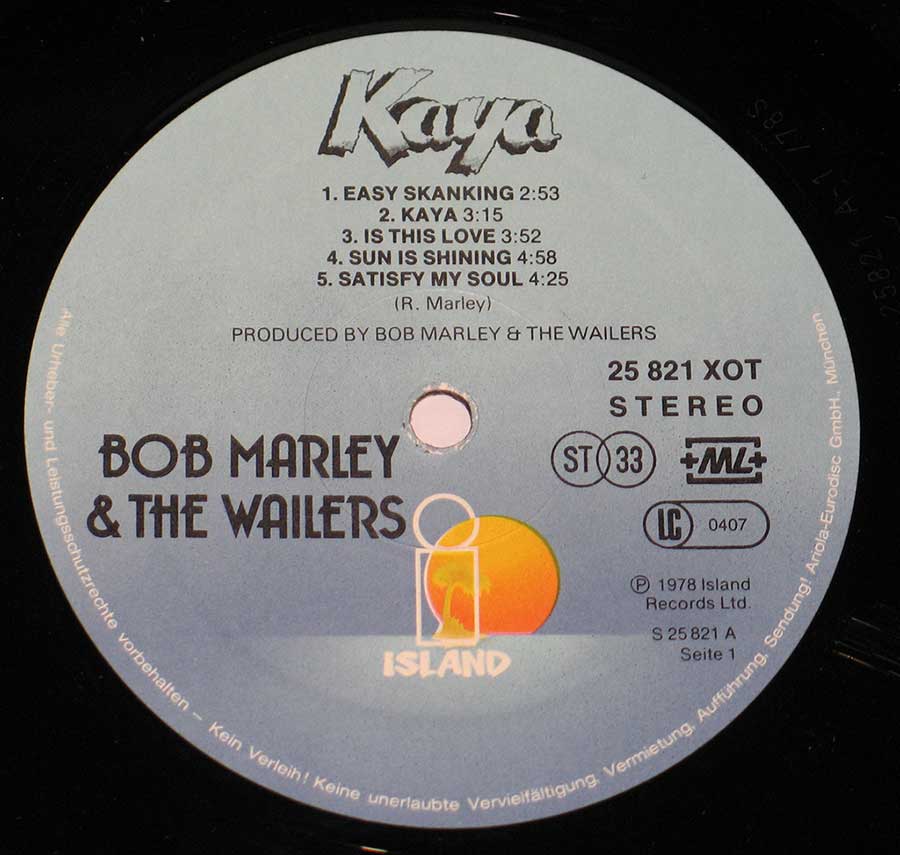 Kaya
1. EASY SKANKING 2:53
2. KAYA 3:15
3. IS THIS LOVE 3:52
4. SUN IS SHINING 4:58
5. SATISFY MY SOUL 4:25
(R. Marley)
PRODUCED BY BOB MARLEY & THE WAILERS
25 821 XOT
STEREO
BOB MARLEY
& THE WAILERS
ST 33
ML
LC 0407
i
ISLAND
℗ 1978 Island
Records Ltd.
S 25 821 A
Seite 1
Alle Urheber- und Leistungsschutzrechte vorbehalten – Kein Verleih! Keine unerlaubte Vervielfältigung, Vermietung, Aufführung, Sendung! Ariola-Eurodisc GmbH., München